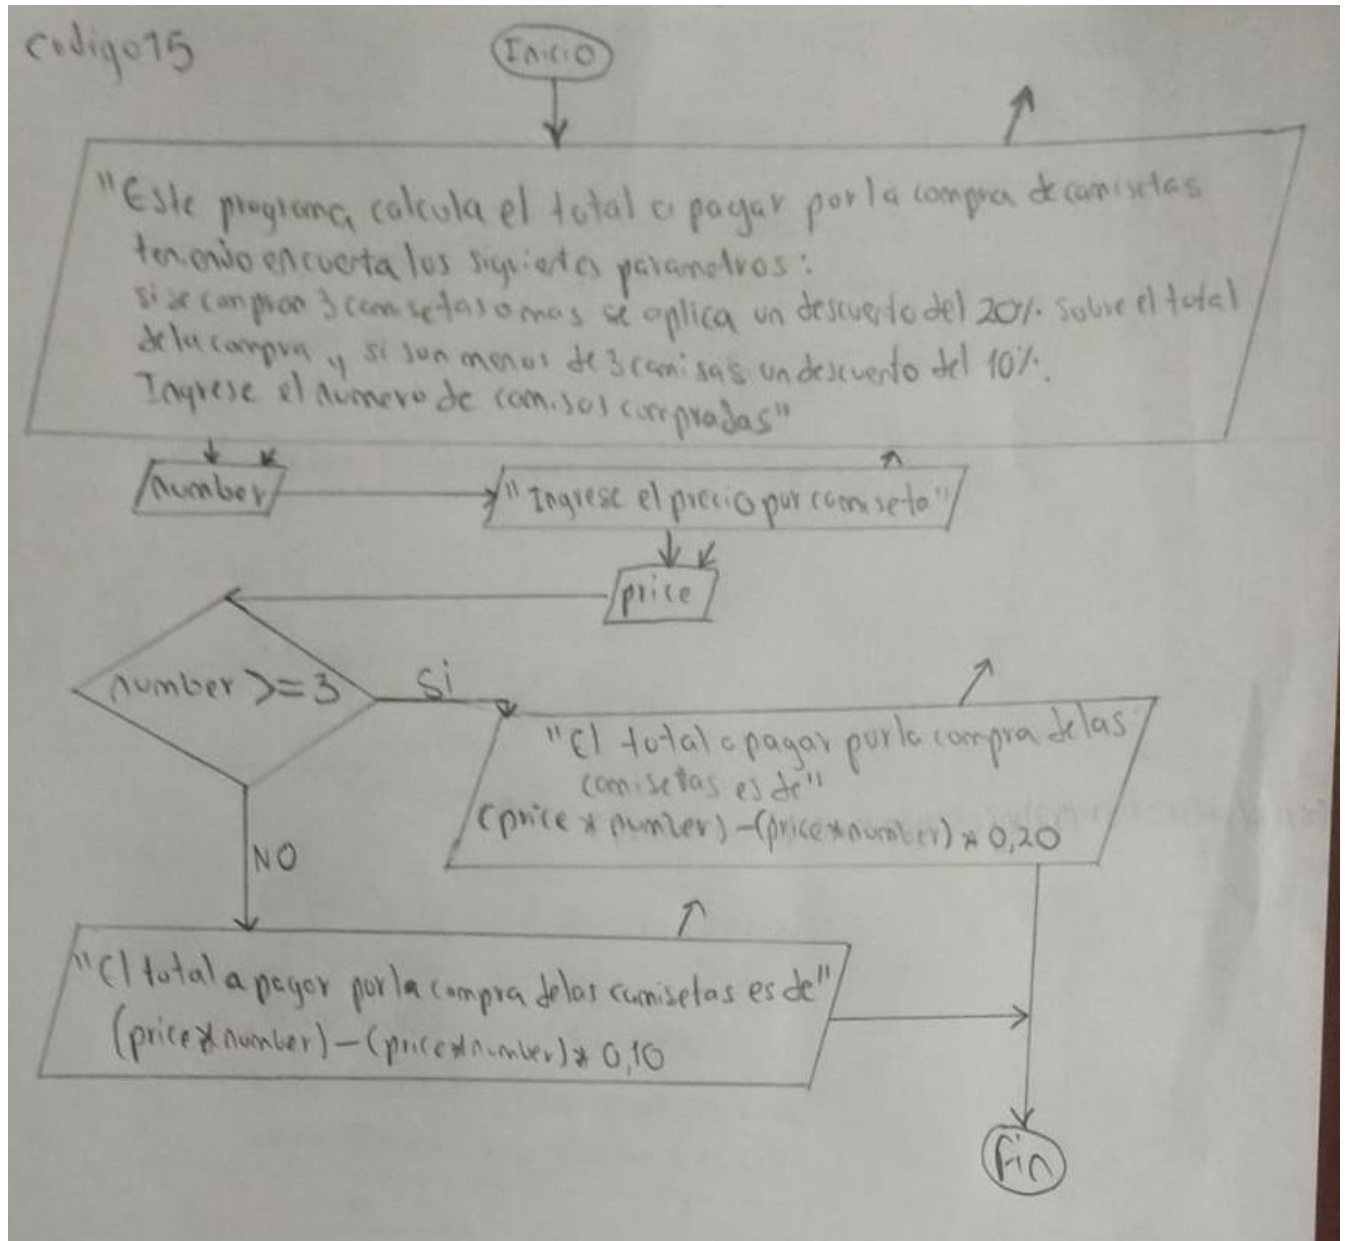 codigo15
Inicio
"Este programa calcula el total a pagar por la compra de camisetas
teniendo en cuenta los siguientes parametros:
si se compran 3 camisetas o mas se aplica un descuento del 20% sobre el total
de la compra y si son menos de 3 camisas un descuento del 10%.
Ingrese el número de camisas compradas"
number
"Ingrese el precio por camiseta"
price
number >=3
Si
"El total a pagar por la compra de las
camisetas es de"
(price * number) - (price * number) * 0,20
NO
"El total a pagar por la compra de las camisetas es de"
(price * number) - (price * number) * 0,10
Fin